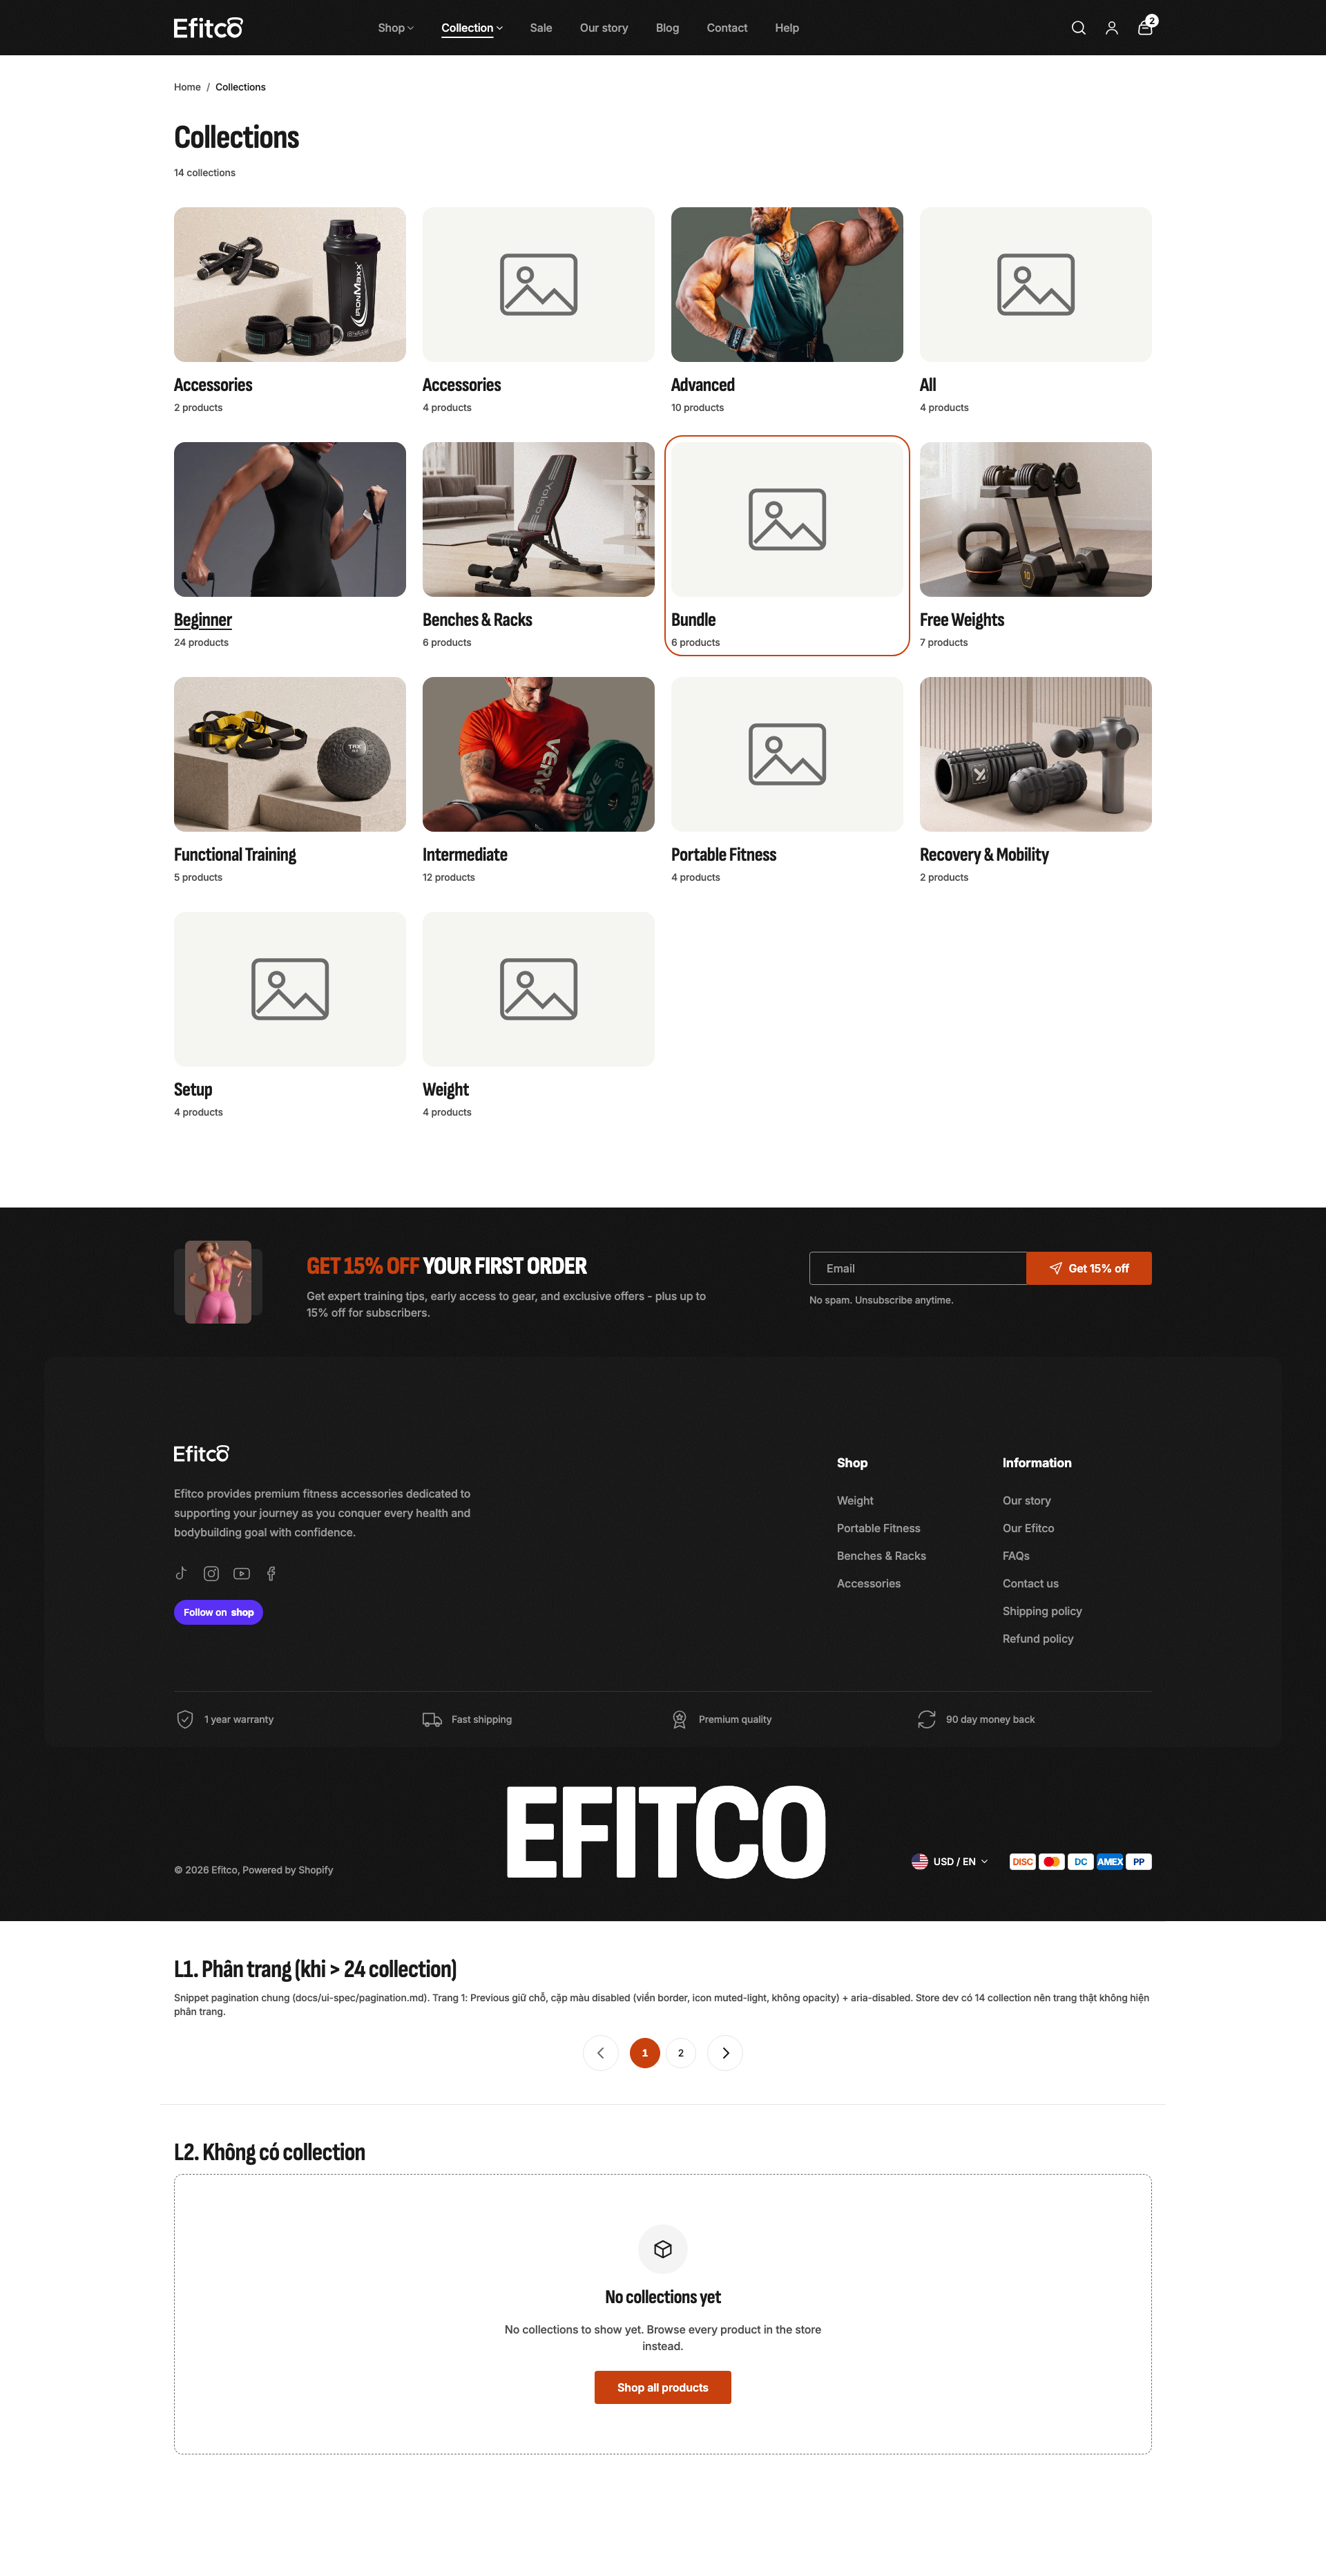 Efitco
Shop
Collection
Sale
Our story
Blog
Contact
Help
2
Home / Collections
Collections
14 collections
IRONMAXX
Accessories
2 products
Accessories
4 products
Advanced
10 products
All
4 products
Beginner
24 products
Benches & Racks
6 products
Bundle
6 products
10
Free Weights
7 products
TRX
Functional Training
5 products
VERVE
VERVE
Intermediate
12 products
Portable Fitness
4 products
Recovery & Mobility
2 products
Setup
4 products
Weight
4 products
GET 15% OFF YOUR FIRST ORDER
Get expert training tips, early access to gear, and exclusive offers - plus up to
15% off for subscribers.
Email
Get 15% off
No spam. Unsubscribe anytime.
Efitco
Efitco provides premium fitness accessories dedicated to
supporting your journey as you conquer every health and
bodybuilding goal with confidence.
Follow on shop
Shop
Weight
Portable Fitness
Benches & Racks
Accessories
Information
Our story
Our Efitco
FAQs
Contact us
Shipping policy
Refund policy
1 year warranty
Fast shipping
Premium quality
90 day money back
© 2026 Efitco, Powered by Shopify
EFITCO
USD / EN
DISC
DC
AMEX
PP
L1. Phân trang (khi > 24 collection)
Snippet pagination chung (docs/ui-spec/pagination.md). Trang 1: Previous giữ chỗ, cặp màu disabled (viền border, icon muted-light, không opacity) + aria-disabled. Store dev có 14 collection nên trang thật không hiện
phân trang.
1
2
L2. Không có collection
No collections yet
No collections to show yet. Browse every product in the store
instead.
Shop all products